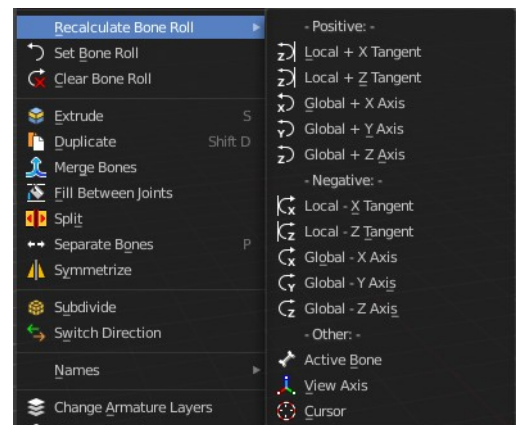 Recalculate Bone Roll
Set Bone Roll
Clear Bone Roll
Extrude S
Duplicate Shift D
Merge Bones
Fill Between Joints
Split
Separate Bones P
Symmetrize
Subdivide
Switch Direction
Names
Change Armature Layers
- Positive: -
Local + X Tangent
Local + Z Tangent
Global + X Axis
Global + Y Axis
Global + Z Axis
- Negative: -
Local - X Tangent
Local - Z Tangent
Global - X Axis
Global - Y Axis
Global - Z Axis
- Other: -
Active Bone
View Axis
Cursor